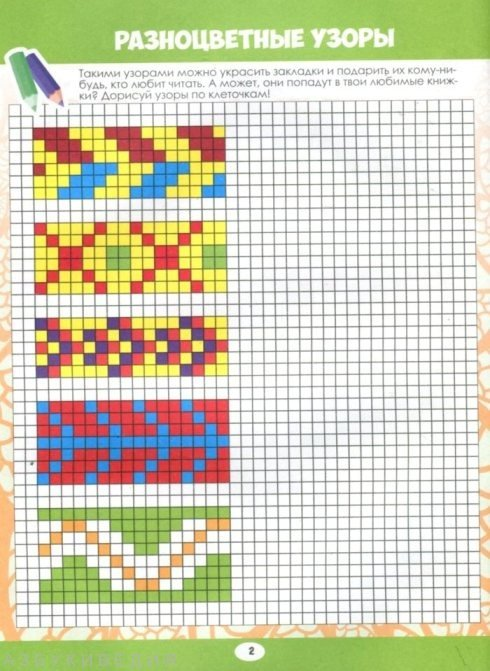 РАЗНОЦВЕТНЫЕ УЗОРЫ
Такими узорами можно украсить закладки и подарить их кому-ни-
будь, кто любит читать. А может, они попадут в твои любимые книж-
ки? Дорисуй узоры по клеточкам!
2